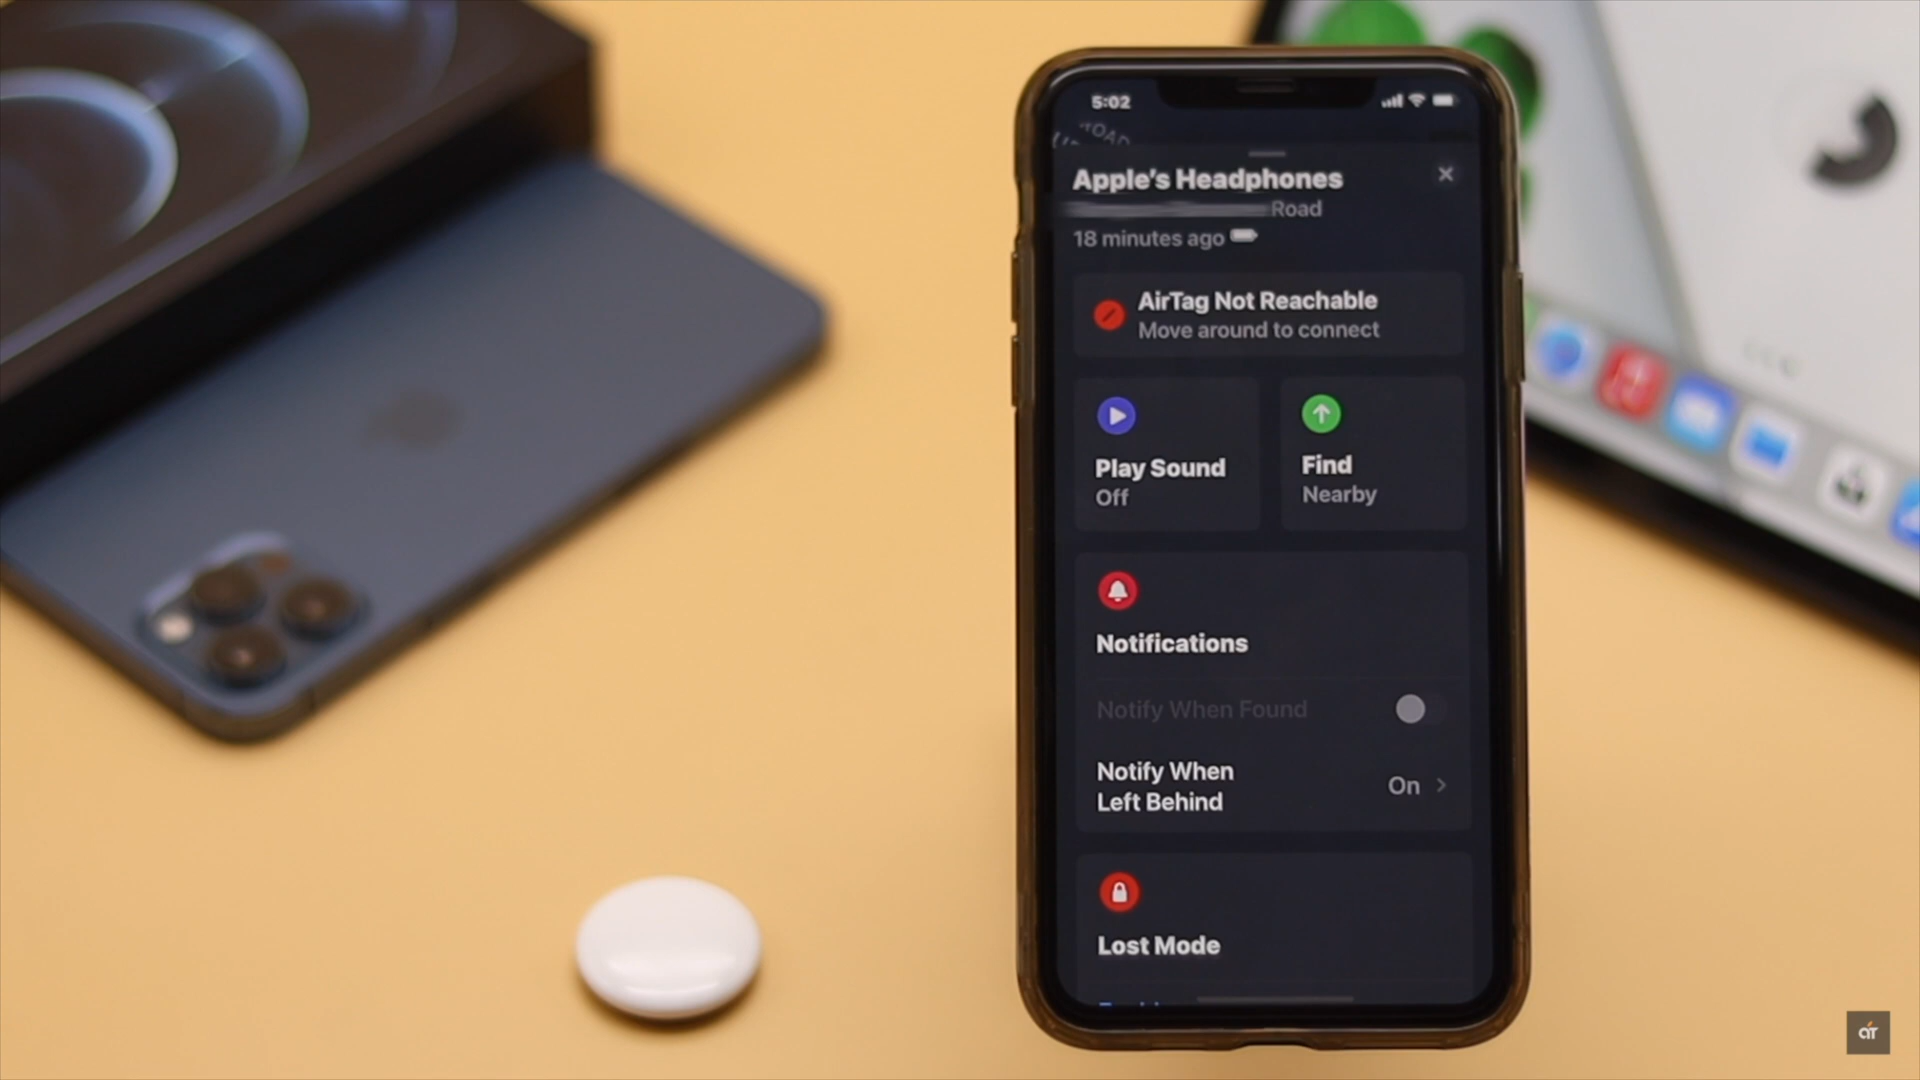 5:02
Apple's Headphones
Road
18 minutes ago
AirTag Not Reachable
Move around to connect
Play Sound
Off
Find
Nearby
Notifications
Notify When Found
Notify When
Left Behind
On
Lost Mode